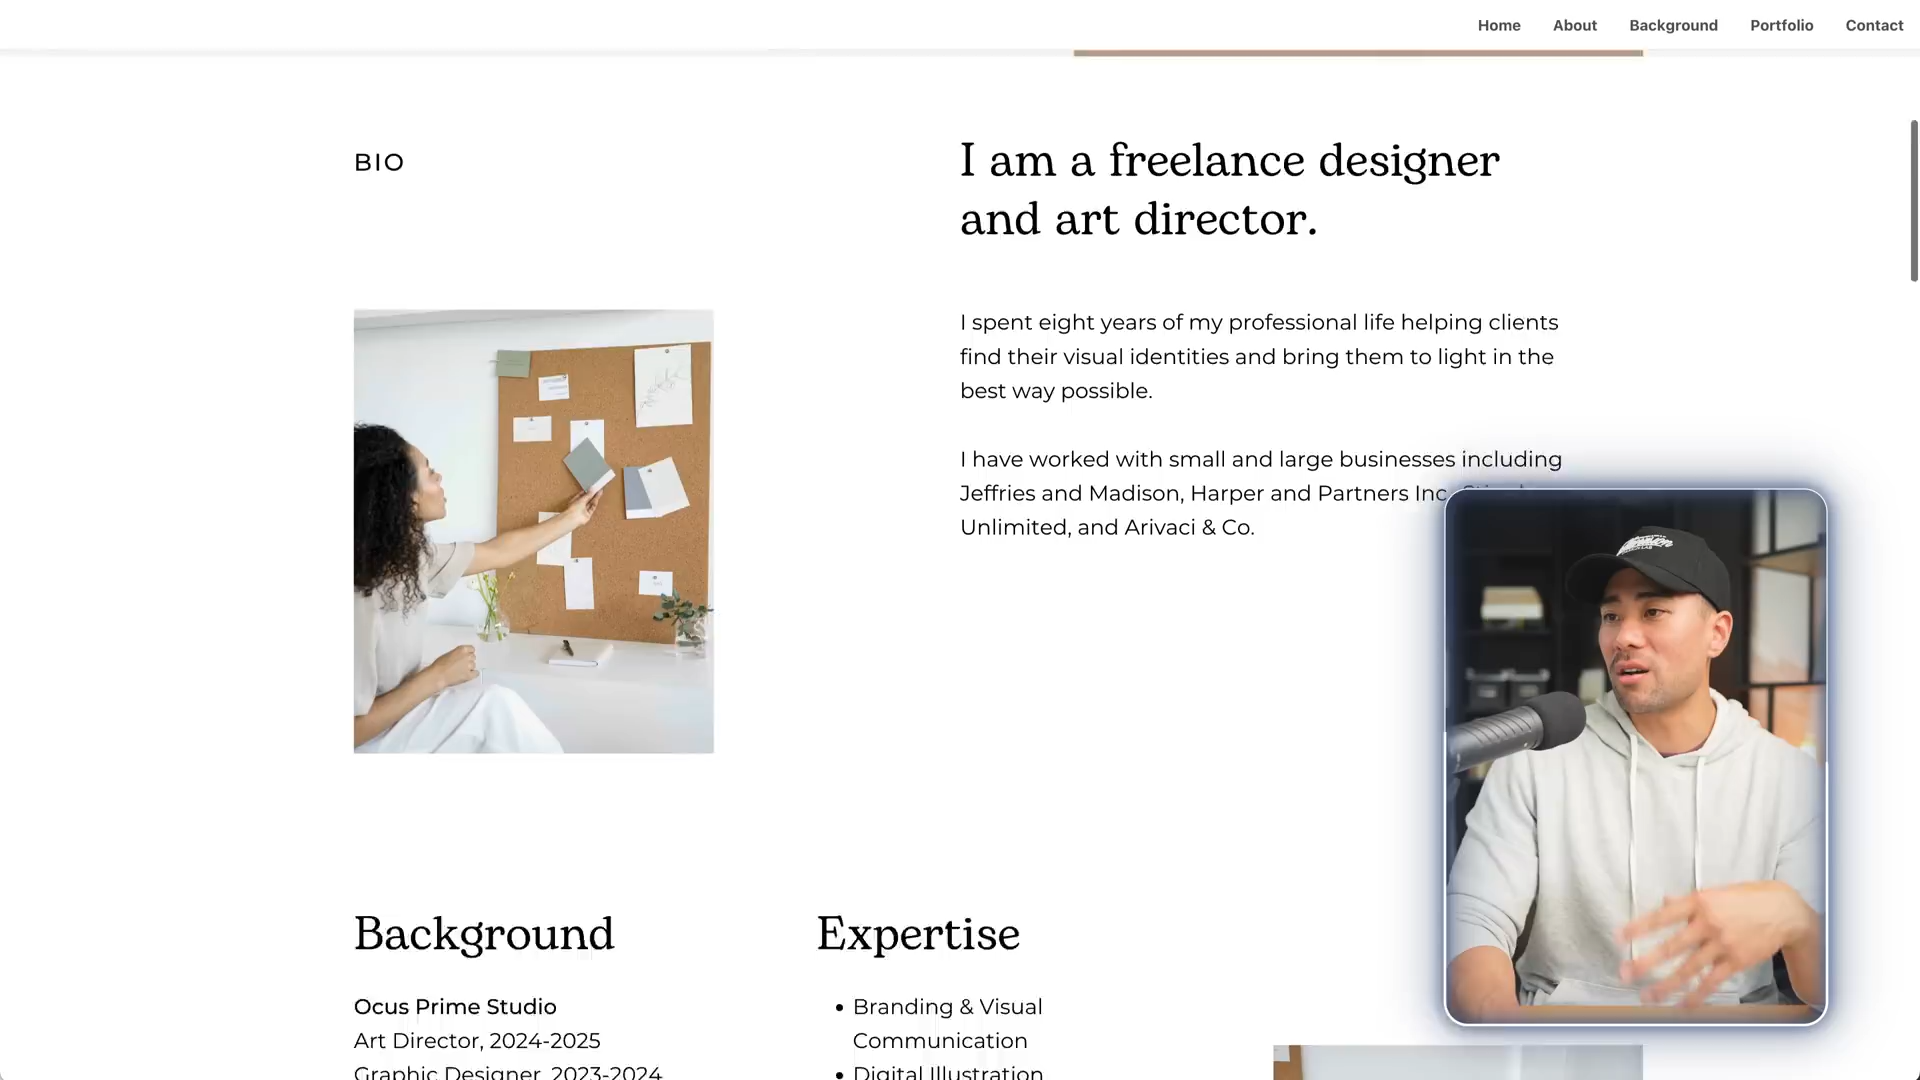 Home About Background Portfolio Contact
BIO
I am a freelance designer
and art director.
I spent eight years of my professional life helping clients
find their visual identities and bring them to light in the
best way possible.
I have worked with small and large businesses including
Jeffries and Madison, Harper and Partners Inc
Unlimited, and Arivaci & Co.
Background
Ocus Prime Studio
Art Director, 2024-2025
Graphic Designer, 2023-2024
Expertise
• Branding & Visual
Communication
• Digital Illustration